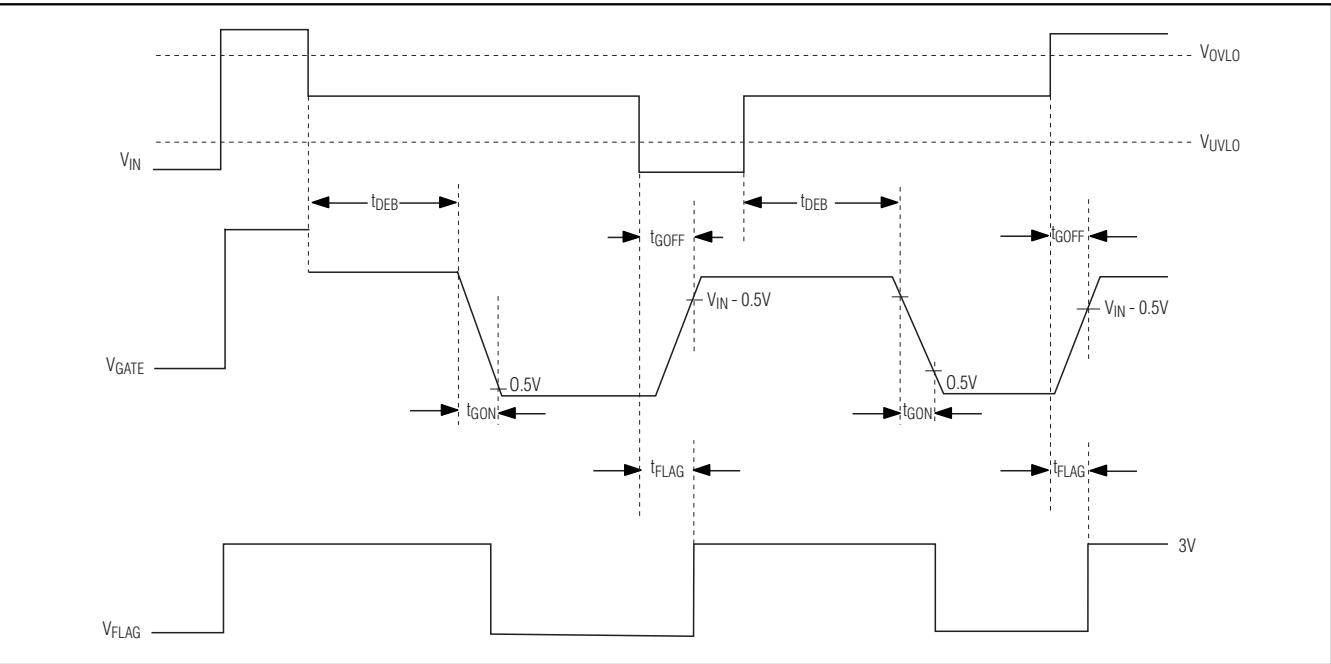 VOVLO
VUVLO
VIN
tDEB
tDEB
tGOFF
tGOFF
VIN - 0.5V
VIN - 0.5V
VGATE
0.5V
0.5V
tGON
tGON
tFLAG
tFLAG
3V
VFLAG